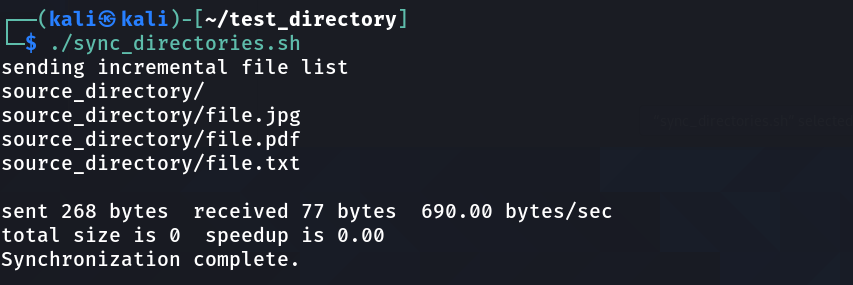 ┌──(kali㉿kali)-[~/test_directory]
└─$ ./sync_directories.sh
sending incremental file list
source_directory/
source_directory/file.jpg
source_directory/file.pdf
source_directory/file.txt

sent 268 bytes  received 77 bytes  690.00 bytes/sec
total size is 0  speedup is 0.00
Synchronization complete.